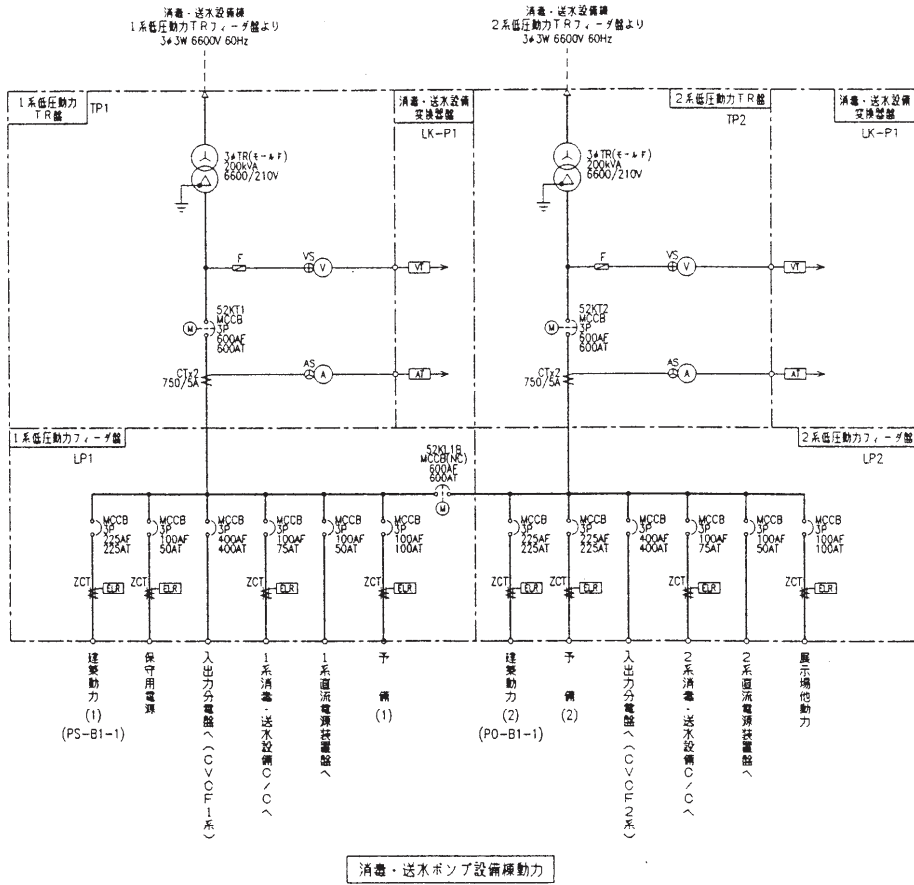 消毒・送水設備棟
1系低圧動力TRフィーダ盤より
3φ3W 6600V 60Hz
消毒・送水設備棟
2系低圧動力TRフィーダ盤より
3φ3W 6600V 60Hz
1系低圧動力
TR盤
TP1
消毒・送水設備
変換器盤
LK-P1
2系低圧動力TR盤
TP2
消毒・送水設備
変換器盤
LK-P1
3φTR(モールド)
200kVA
6600/210V
3φTR(モールド)
200kVA
6600/210V
F
VS
V
VT
F
VS
V
VT
52KT1
MCCB
3P
600AF
600AT
M
52KT2
MCCB
3P
600AF
600AT
M
CTx2
750/5A
AS
A
AT
CTx2
750/5A
AS
A
AT
1系低圧動力フィーダ盤
LP1
2系低圧動力フィーダ盤
LP2
52KL1B
MCCB(NC)
600AF
600AT
M
MCCB
3P
225AF
225AT
MCCB
3P
100AF
50AT
MCCB
3P
400AF
400AT
MCCB
3P
100AF
75AT
MCCB
3P
100AF
50AT
MCCB
3P
100AF
100AT
MCCB
3P
225AF
225AT
MCCB
3P
225AF
225AT
MCCB
3P
400AF
400AT
MCCB
3P
100AF
75AT
MCCB
3P
100AF
50AT
MCCB
3P
100AF
100AT
ZCT
ELR
ZCT
ELR
ZCT
ELR
ZCT
ELR
ZCT
ELR
ZCT
ELR
ZCT
ELR
ZCT
ELR
建築動力
(1)
(PS-B1-1)
保守用電源
入出力分電盤へ(CVCF1系)
1系消毒・送水設備C/Cへ
1系直流電源装置盤へ
予備
(1)
建築動力
(2)
(PO-B1-1)
予備
(2)
入出力分電盤へ(CVCF2系)
2系消毒・送水設備C/Cへ
2系直流電源装置盤へ
展示場他動力
消毒・送水ポンプ設備棟動力